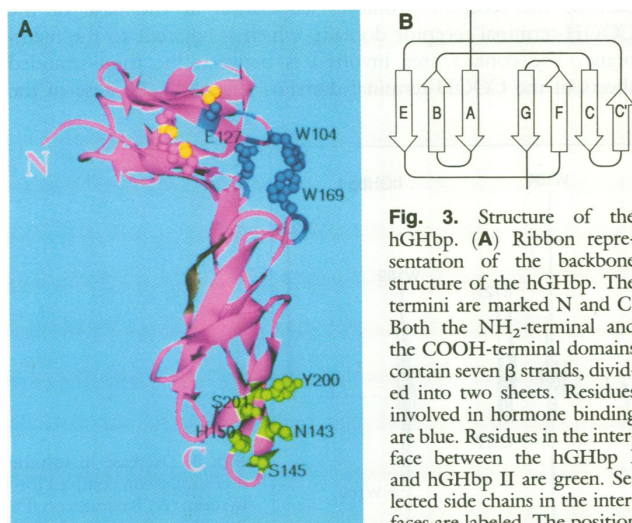 A
N
E127
W104
W169
Y200
S201
H150
N143
S145
C
B
E B A G F C C'
Fig. 3. Structure of the
hGHbp. (A) Ribbon repre-
sentation of the backbone
structure of the hGHbp. The
termini are marked N and C.
Both the NH2-terminal and
the COOH-terminal domains
contain seven β strands, divid-
ed into two sheets. Residues
involved in hormone binding
are blue. Residues in the inter-
face between the hGHbp I
and hGHbp II are green. Se-
lected side chains in the inter-
faces are labeled. The position